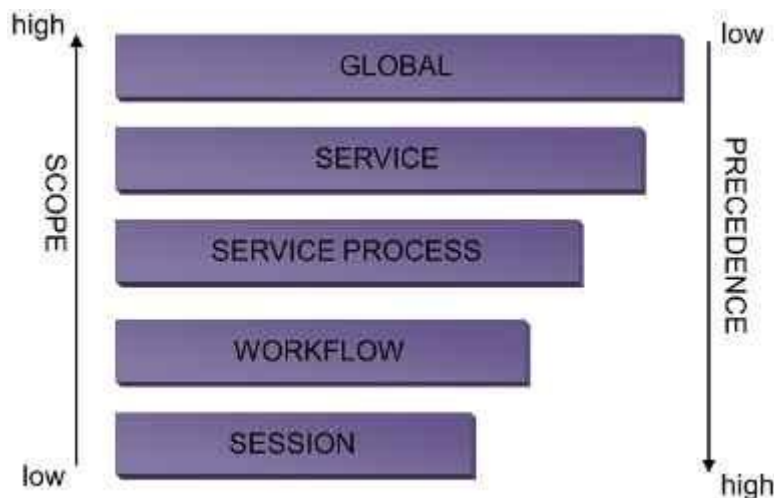 high
low
GLOBAL
SERVICE
SCOPE
PRECEDENCE
SERVICE PROCESS
WORKFLOW
SESSION
low
high